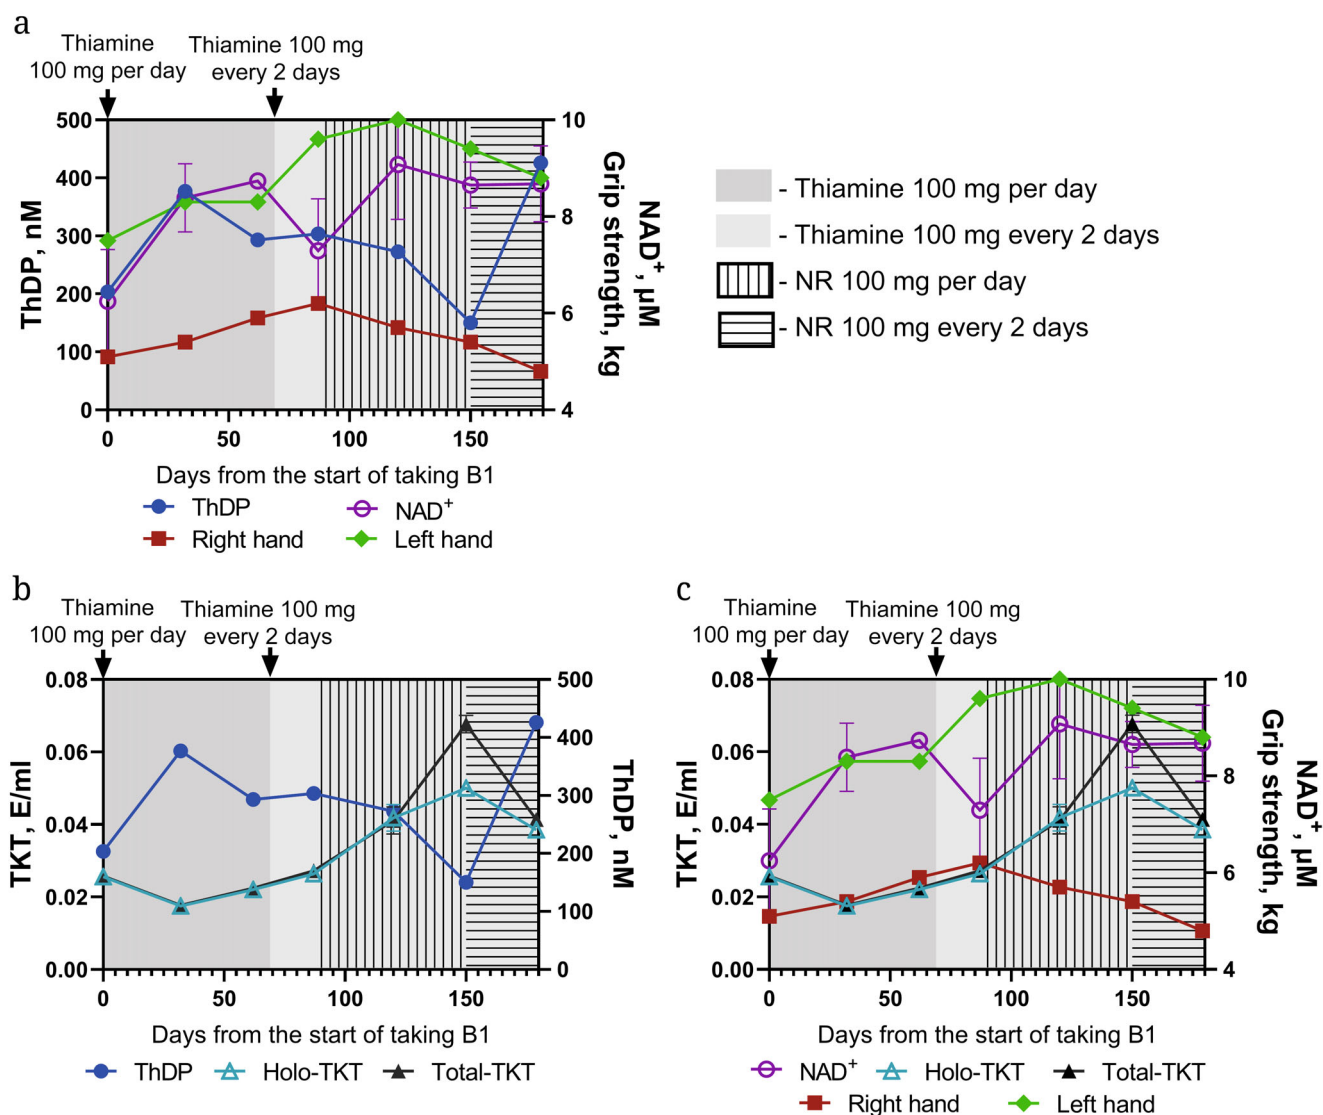 a
Thiamine
100 mg per day
Thiamine 100 mg
every 2 days
500
400
300
200
100
0
ThDP, nM
10
8
6
4
Grip strength, kg
NAD⁺, µM
0 50 100 150
Days from the start of taking B1
ThDP NAD⁺
Right hand Left hand
- Thiamine 100 mg per day
- Thiamine 100 mg every 2 days
- NR 100 mg per day
- NR 100 mg every 2 days
b
Thiamine
100 mg per day
Thiamine 100 mg
every 2 days
0.08
0.06
0.04
0.02
0.00
TKT, E/ml
500
400
300
200
100
0
ThDP, nM
0 50 100 150
Days from the start of taking B1
ThDP Holo-TKT Total-TKT
c
Thiamine
100 mg per day
Thiamine 100 mg
every 2 days
0.08
0.06
0.04
0.02
0.00
TKT, E/ml
10
8
6
4
Grip strength, kg
NAD⁺, µM
0 50 100 150
Days from the start of taking B1
NAD⁺ Holo-TKT Total-TKT
Right hand Left hand